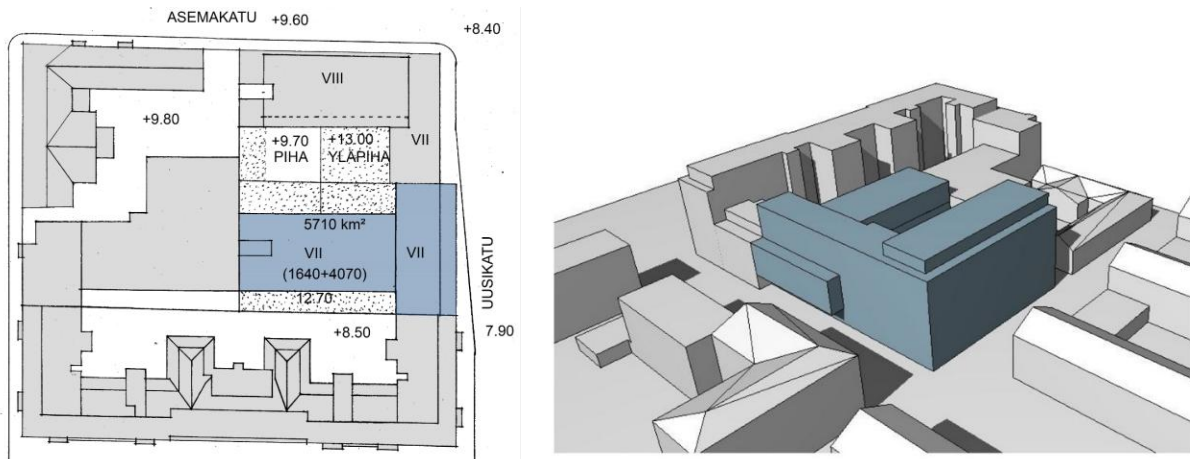 ASEMAKATU +9.60
+8.40
VIII
+9.80
VII
+9.70 +13.00
PIHA YLÄPIHA
5710 km²
VII VII
(1640+4070)
12.70
UUSIKATU
+8.50
7.90